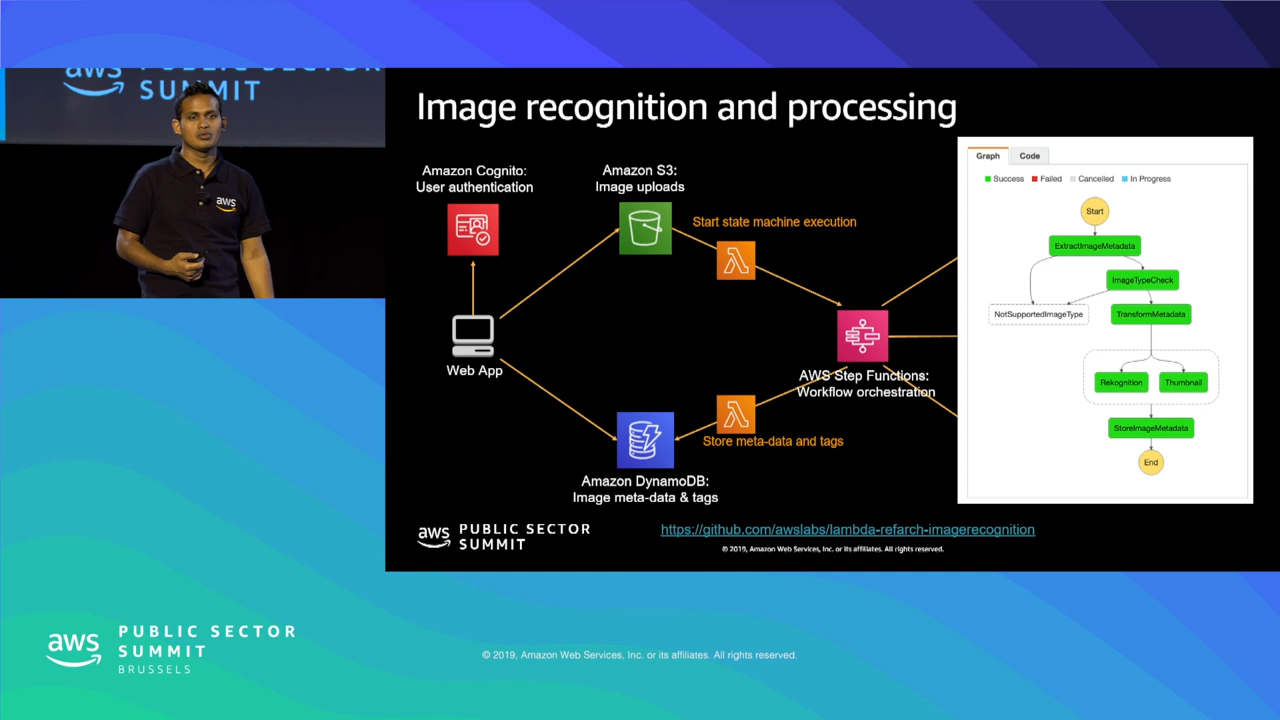 aws PUBLIC SECTOR
SUMMIT
aws
Image recognition and processing
Amazon Cognito:
User authentication
Amazon S3:
Image uploads
Start state machine execution
Web App
AWS Step Functions:
Workflow orchestration
Store meta-data and tags
Amazon DynamoDB:
Image meta-data & tags
Graph Code
Success Failed Cancelled In Progress
Start
ExtractImageMetadata
ImageTypeCheck
NotSupportedImageType
TransformMetadata
Rekognition
Thumbnail
StoreImageMetadata
End
aws PUBLIC SECTOR
SUMMIT
https://github.com/awslabs/lambda-refarch-imagerecognition
© 2019, Amazon Web Services, Inc. or its affiliates. All rights reserved.
aws PUBLIC SECTOR
SUMMIT
BRUSSELS
© 2019, Amazon Web Services, Inc. or its affiliates. All rights reserved.